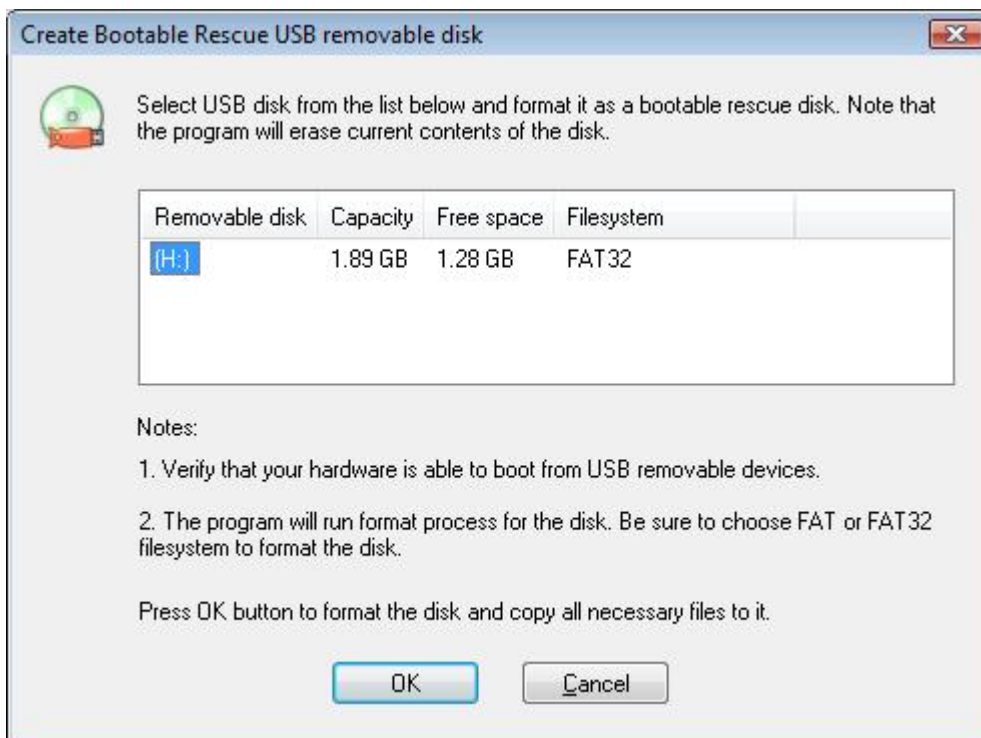 Create Bootable Rescue USB removable disk
Select USB disk from the list below and format it as a bootable rescue disk. Note that
the program will erase current contents of the disk.
Removable disk Capacity Free space Filesystem
(H:) 1.89 GB 1.28 GB FAT32
Notes:
1. Verify that your hardware is able to boot from USB removable devices.
2. The program will run format process for the disk. Be sure to choose FAT or FAT32
filesystem to format the disk.
Press OK button to format the disk and copy all necessary files to it.
OK Cancel